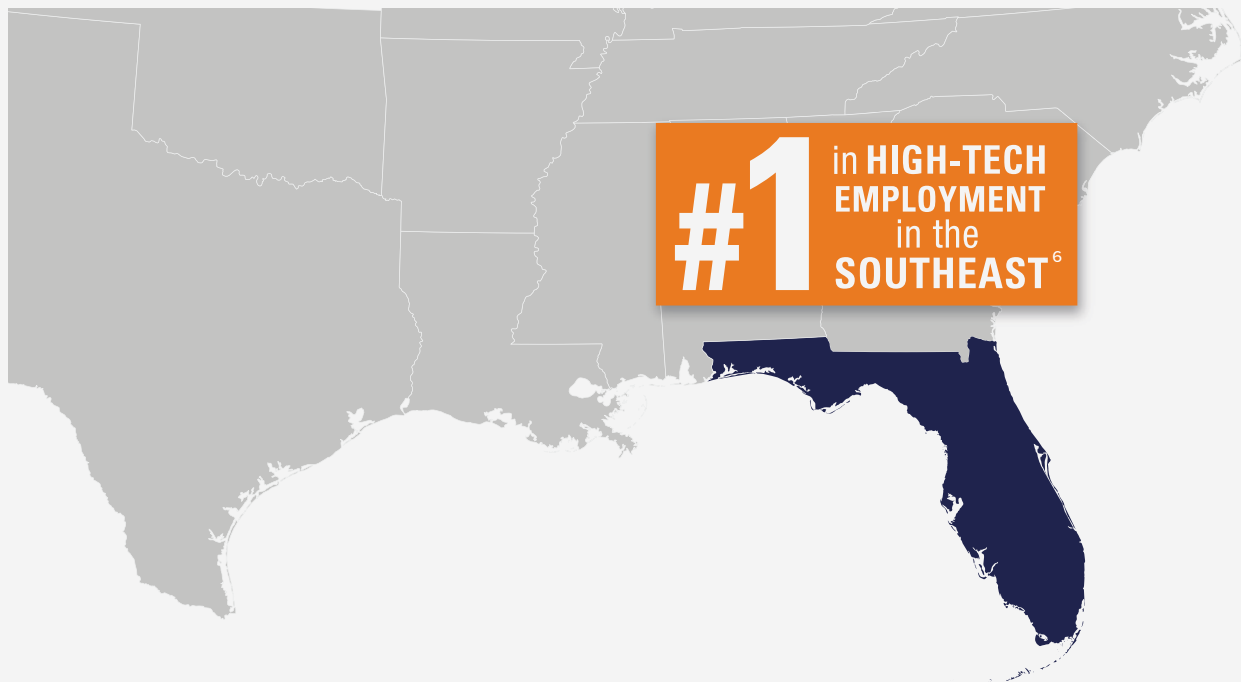 #1
in HIGH-TECH
EMPLOYMENT
in the
SOUTHEAST⁶